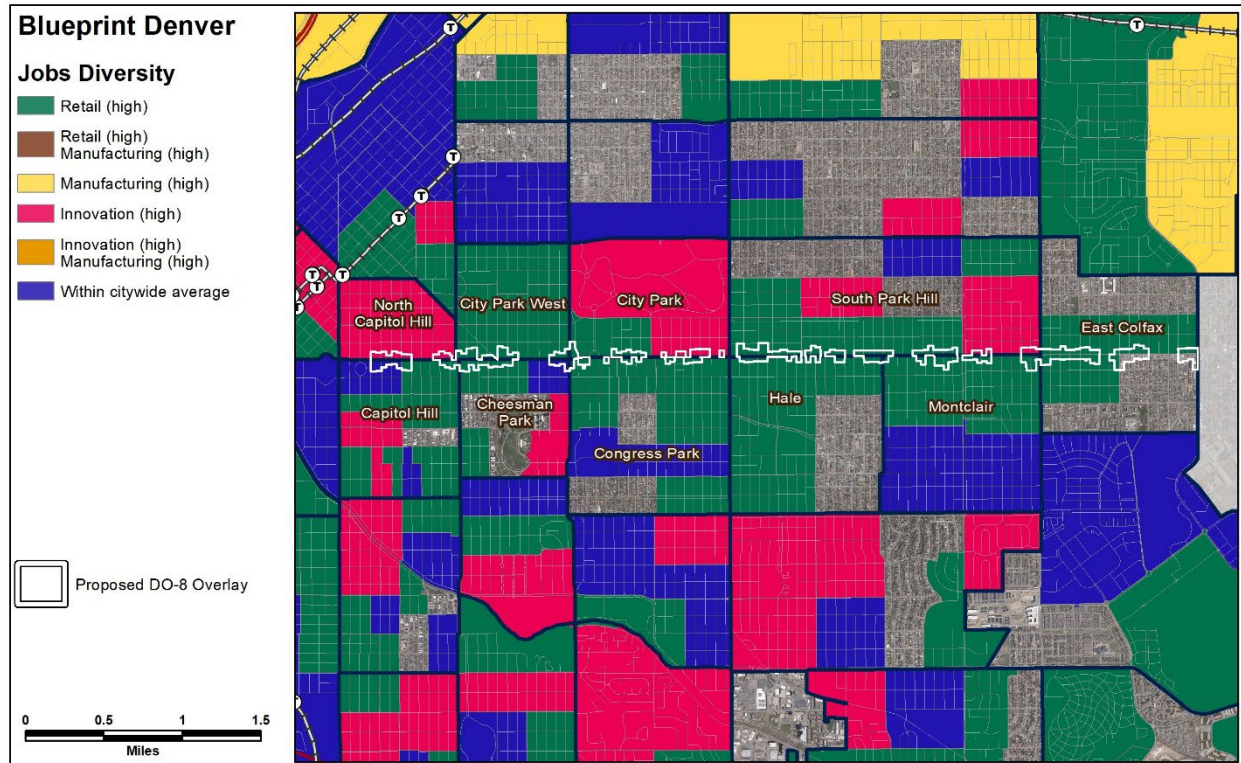 Blueprint Denver
Jobs Diversity
Retail (high)
Retail (high)
Manufacturing (high)
Manufacturing (high)
Innovation (high)
Innovation (high)
Manufacturing (high)
Within citywide average
Proposed DO-8 Overlay
0 0.5 1 1.5
Miles
T
T
T
T
T
T
T
T
T
T
North
Capitol Hill
City Park West
City Park
South Park Hill
East Colfax
Capitol Hill
Cheesman
Park
Congress Park
Hale
Montclair